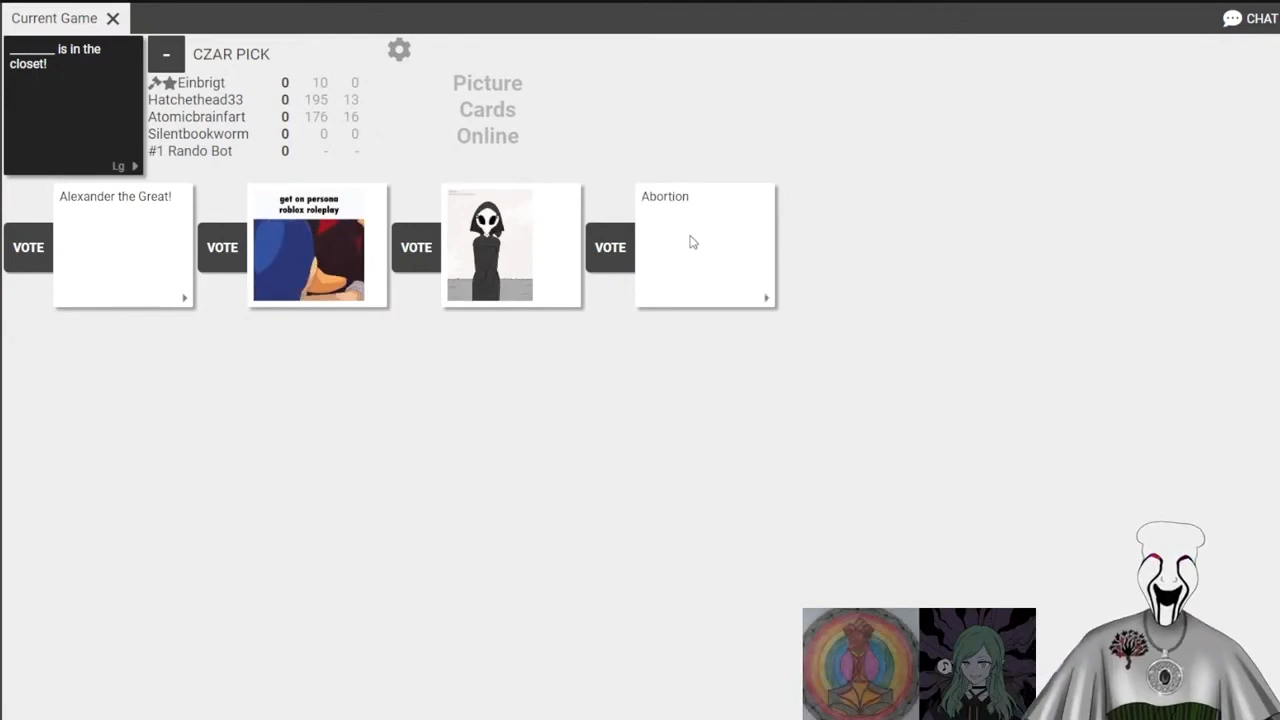 Current Game
CHAT
_______ is in the
closet!
Lg
-
CZAR PICK
Einbrigt 0 10 0
Hatchethead33 0 195 13
Atomicbrainfart 0 176 16
Silentbookworm 0 0 0
#1 Rando Bot 0 - -
Picture
Cards
Online
VOTE
Alexander the Great!
VOTE
get on persona
roblox roleplay
VOTE
VOTE
Abortion